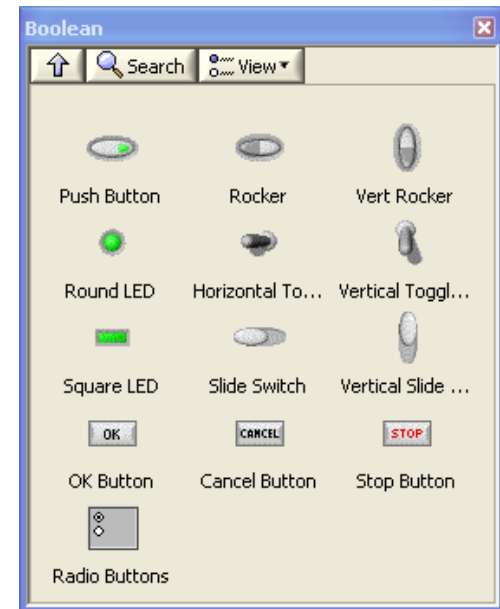 Boolean
Search View
Push Button Rocker Vert Rocker
Round LED Horizontal To... Vertical Toggl...
Square LED Slide Switch Vertical Slide ...
OK CANCEL STOP
OK Button Cancel Button Stop Button
Radio Buttons